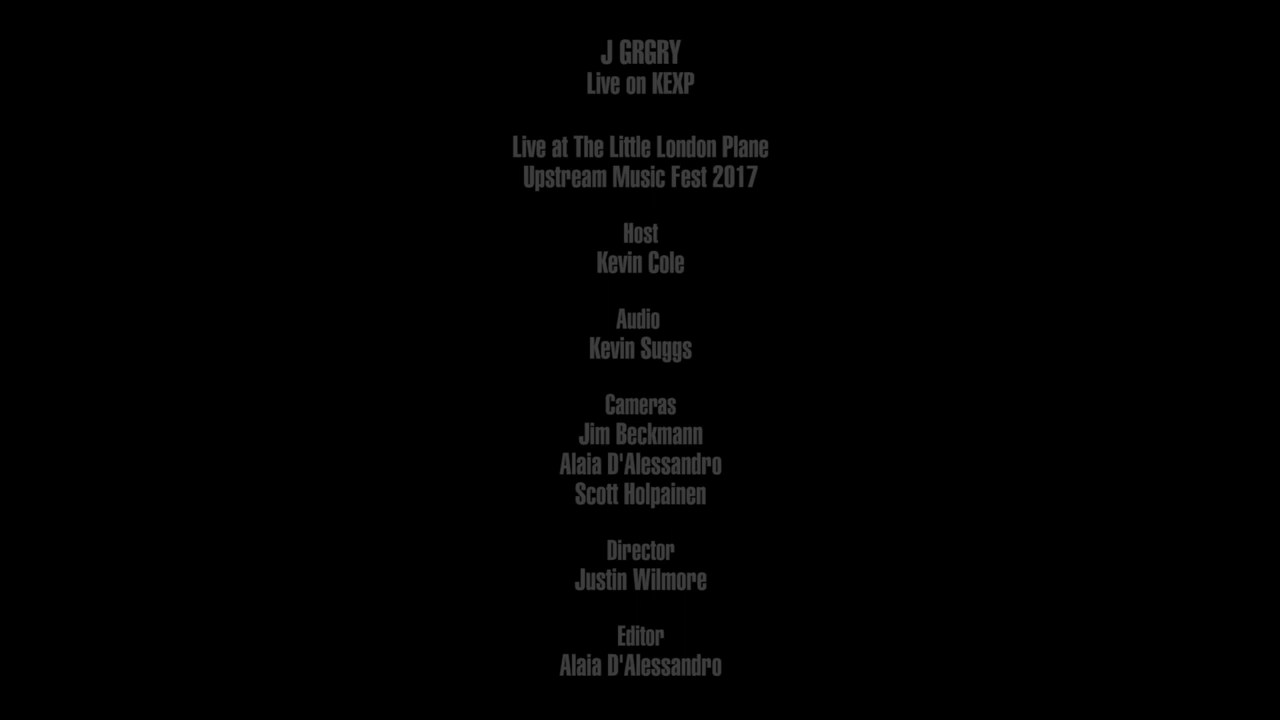 J GRGRY
Live on KEXP
Live at The Little London Plane
Upstream Music Fest 2017
Host
Kevin Cole
Audio
Kevin Suggs
Cameras
Jim Beckmann
Alaia D'Alessandro
Scott Holpainen
Director
Justin Wilmore
Editor
Alaia D'Alessandro